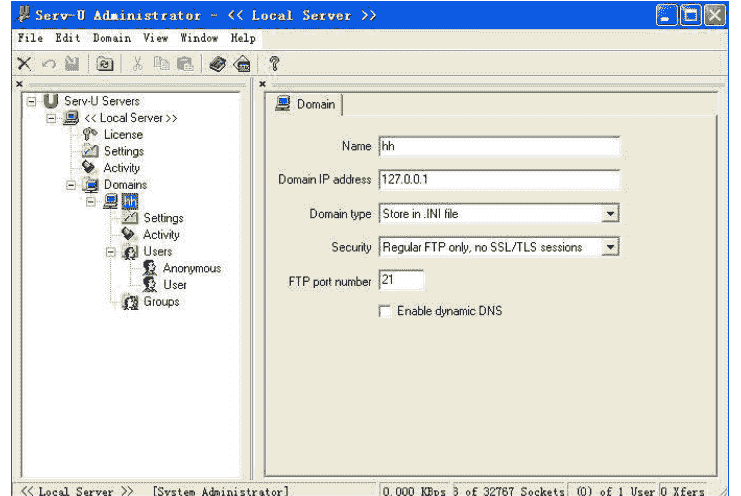 Serv-U Administrator - << Local Server >>
File Edit Domain View Window Help
Serv-U Servers
<< Local Server >>
License
Settings
Activity
Domains
hh
Settings
Activity
Users
Anonymous
User
Groups
Domain
Name hh
Domain IP address 127.0.0.1
Domain type Store in .INI file
Security Regular FTP only, no SSL/TLS sessions
FTP port number 21
Enable dynamic DNS
<< Local Server >> [System Administrator] 0.000 KBps 3 of 32767 Sockets (0) of 1 User 0 Xfers